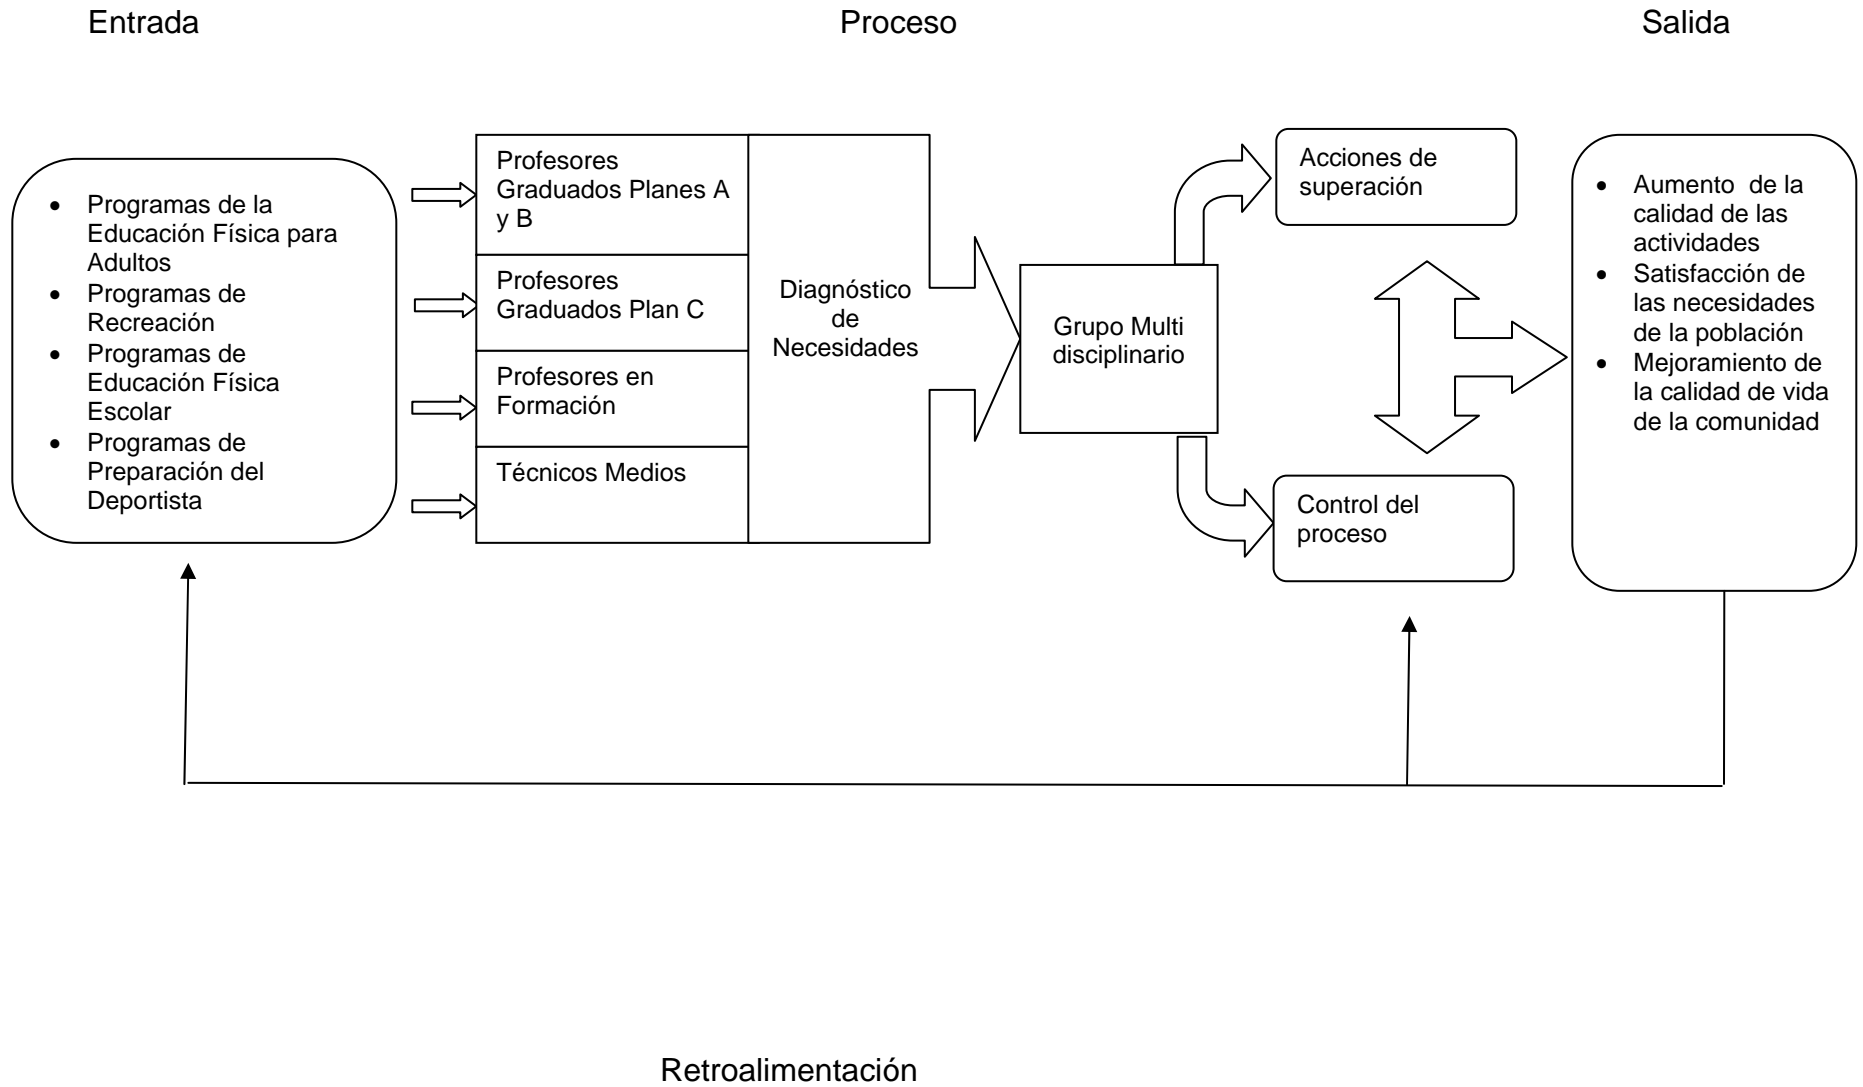 Entrada
Proceso
Salida
• Programas de la
Educación Física para
Adultos
• Programas de
Recreación
• Programas de
Educación Física
Escolar
• Programas de
Preparación del
Deportista
Profesores
Graduados Planes A
y B
Profesores
Graduados Plan C
Profesores en
Formación
Técnicos Medios
Diagnóstico
de
Necesidades
Grupo Multi
disciplinario
Acciones de
superación
Control del
proceso
• Aumento de la
calidad de las
actividades
• Satisfacción de
las necesidades
de la población
• Mejoramiento de
la calidad de vida
de la comunidad
Retroalimentación